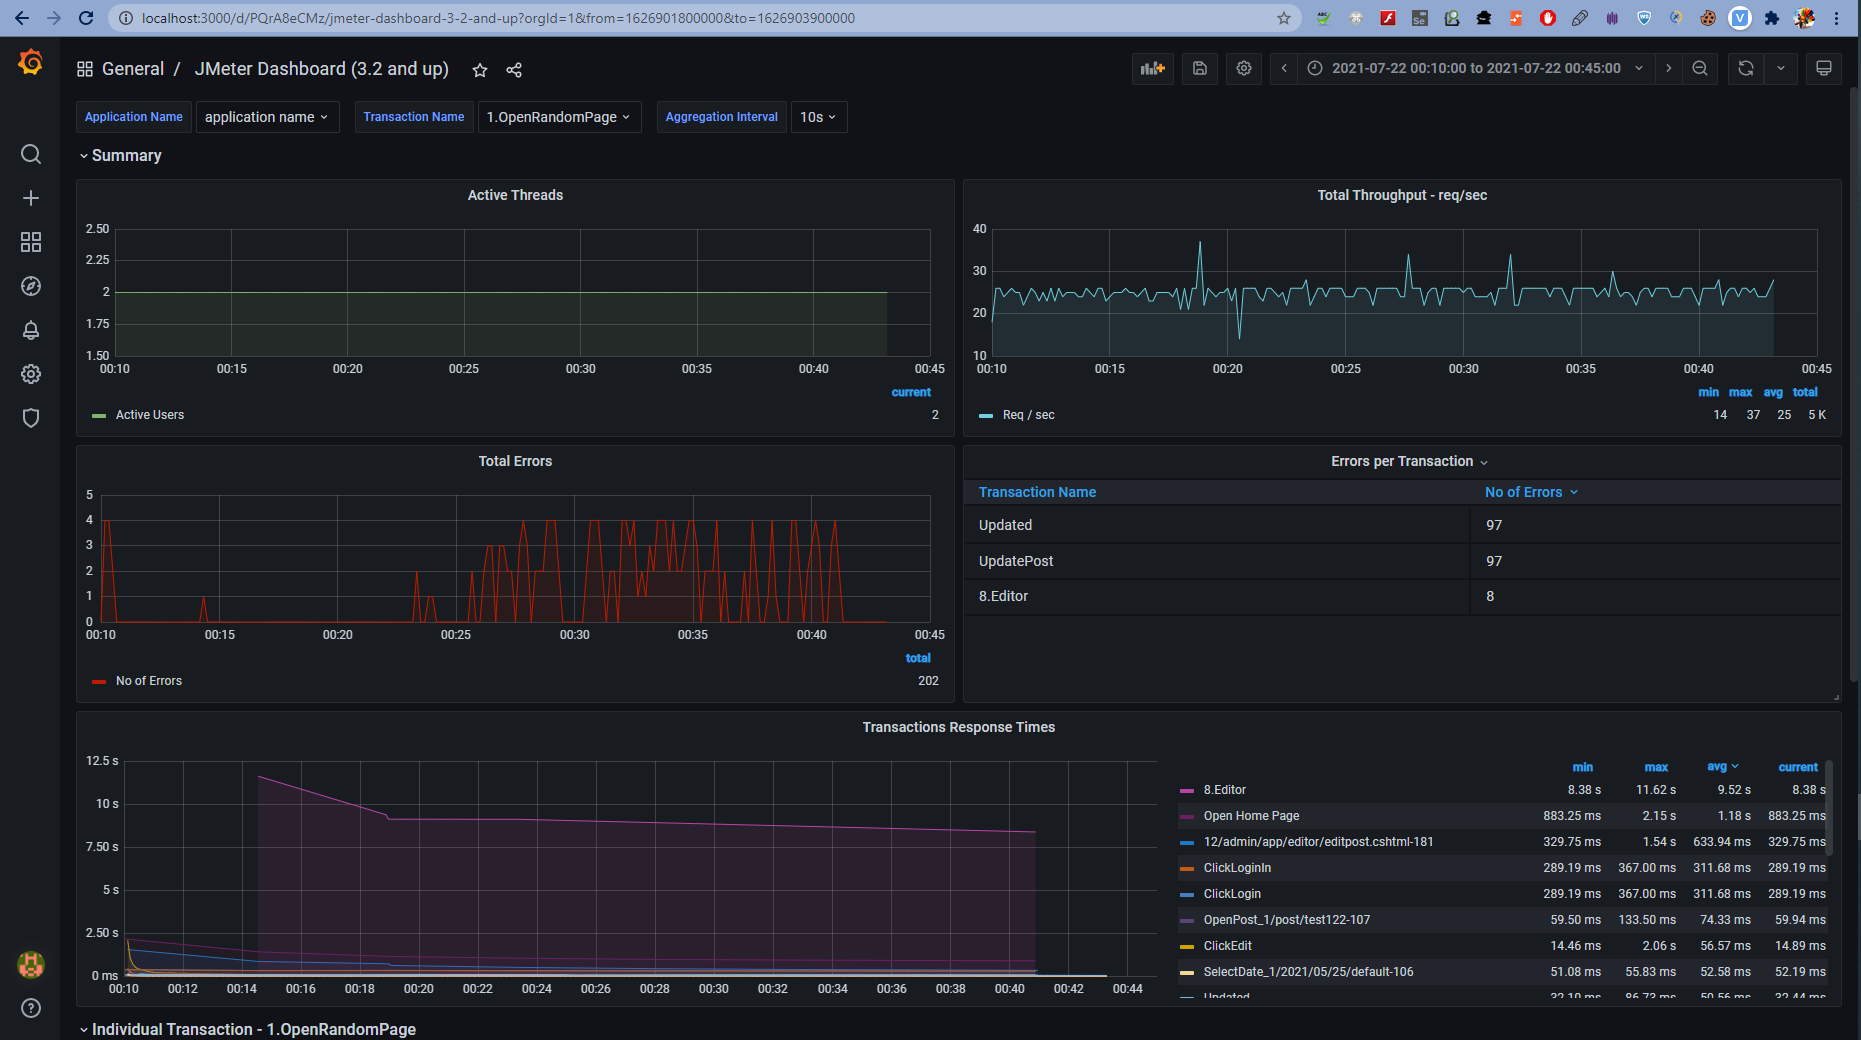 localhost:3000/d/PQrA8eCMz/jmeter-dashboard-3-2-and-up?orgId=1&from=1626901800000&to=1626903900000
General / JMeter Dashboard (3.2 and up)
2021-07-22 00:10:00 to 2021-07-22 00:45:00
Application Name application name Transaction Name 1.OpenRandomPage Aggregation Interval 10s
Summary
Active Threads
2.50
2.25
2
1.75
1.50
00:10 00:15 00:20 00:25 00:30 00:35 00:40 00:45
current
Active Users 2
Total Throughput - req/sec
40
30
20
10
00:10 00:15 00:20 00:25 00:30 00:35 00:40 00:45
min max avg total
Req / sec 14 37 25 5 K
Total Errors
5
4
3
2
1
0
00:10 00:15 00:20 00:25 00:30 00:35 00:40 00:45
total
No of Errors 202
Errors per Transaction
Transaction Name No of Errors
Updated 97
UpdatePost 97
8.Editor 8
Transactions Response Times
12.5 s
10 s
7.50 s
5 s
2.50 s
0 ms
00:10 00:12 00:14 00:16 00:18 00:20 00:22 00:24 00:26 00:28 00:30 00:32 00:34 00:36 00:38 00:40 00:42 00:44
min max avg current
8.Editor 8.38 s 11.62 s 9.52 s 8.38 s
Open Home Page 883.25 ms 2.15 s 1.18 s 883.25 ms
12/admin/app/editor/editpost.cshtml-181 329.75 ms 1.54 s 633.94 ms 329.75 ms
ClickLoginIn 289.19 ms 367.00 ms 311.68 ms 289.19 ms
ClickLogin 289.19 ms 367.00 ms 311.68 ms 289.19 ms
OpenPost_1/post/test122-107 59.50 ms 133.50 ms 74.33 ms 59.94 ms
ClickEdit 14.46 ms 2.06 s 56.57 ms 14.89 ms
SelectDate_1/2021/05/25/default-106 51.08 ms 55.83 ms 52.58 ms 52.19 ms
Updated 32.10 ms 86.73 ms 50.56 ms 32.44 ms
Individual Transaction - 1.OpenRandomPage